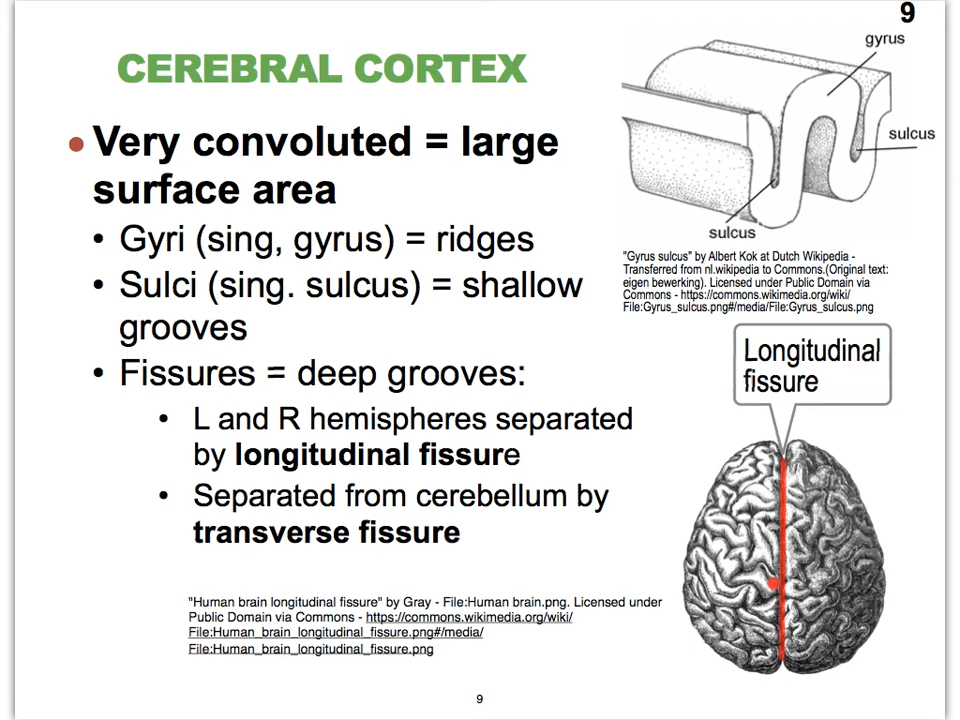 9
CEREBRAL CORTEX
• Very convoluted = large
surface area
• Gyri (sing, gyrus) = ridges
• Sulci (sing. sulcus) = shallow
grooves
• Fissures = deep grooves:
• L and R hemispheres separated
by longitudinal fissure
• Separated from cerebellum by
transverse fissure
gyrus
sulcus
sulcus
"Gyrus sulcus" by Albert Kok at Dutch Wikipedia -
Transferred from nl.wikipedia to Commons.(Original text:
eigen bewerking). Licensed under Public Domain via
Commons - https://commons.wikimedia.org/wiki/
File:Gyrus_sulcus.png#/media/File:Gyrus_sulcus.png
Longitudinal
fissure
"Human brain longitudinal fissure" by Gray - File:Human brain.png. Licensed under
Public Domain via Commons - https://commons.wikimedia.org/wiki/
File:Human_brain_longitudinal_fissure.png#/media/
File:Human_brain_longitudinal_fissure.png
9